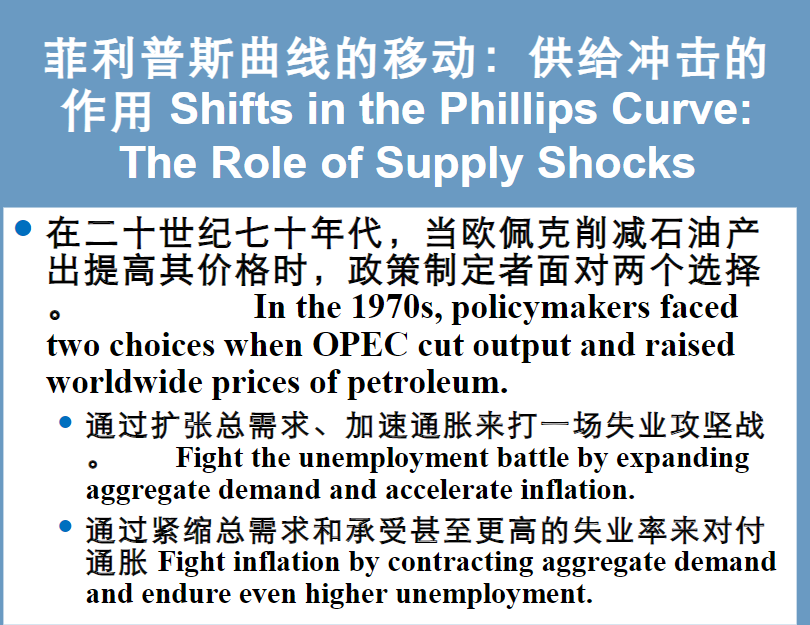 菲利普斯曲线的移动：供给冲击的
作用 Shifts in the Phillips Curve:
The Role of Supply Shocks
在二十世纪七十年代，当欧佩克削减石油产
出提高其价格时，政策制定者面对两个选择
。 In the 1970s, policymakers faced
two choices when OPEC cut output and raised
worldwide prices of petroleum.
通过扩张总需求、加速通胀来打一场失业攻坚战
。 Fight the unemployment battle by expanding
aggregate demand and accelerate inflation.
通过紧缩总需求和承受甚至更高的失业率来对付
通胀 Fight inflation by contracting aggregate demand
and endure even higher unemployment.